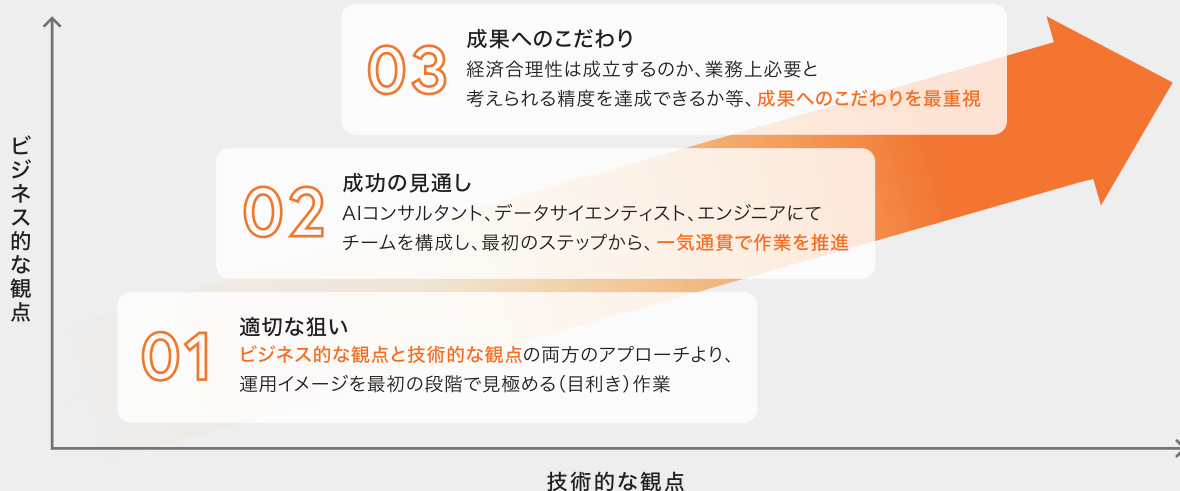 03
成果へのこだわり
経済合理性は成立するのか、業務上必要と
考えられる精度を達成できるか等、成果へのこだわりを最重視
02
成功の見通し
AIコンサルタント、データサイエンティスト、エンジニアにて
チームを構成し、最初のステップから、一気通貫で作業を推進
01
適切な狙い
ビジネス的な観点と技術的な観点の両方のアプローチより、
運用イメージを最初の段階で見極める（目利き）作業
ビジネス的な観点
技術的な観点